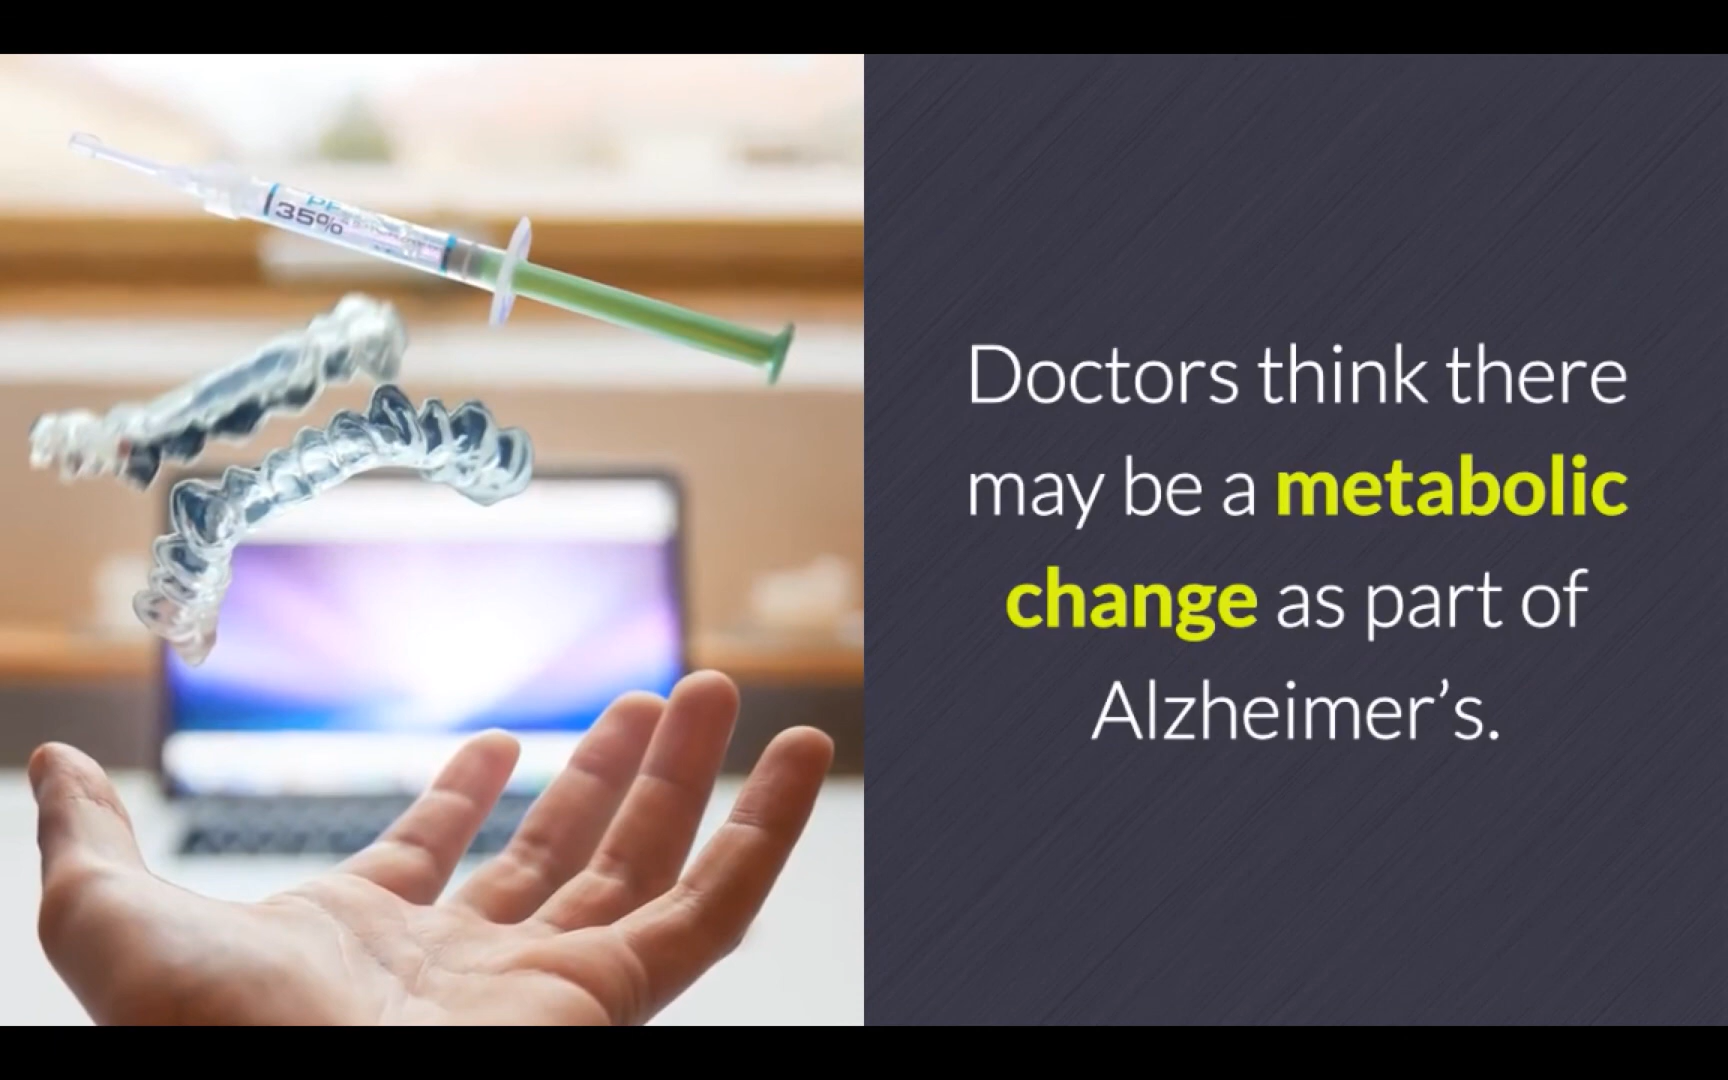 35%
Doctors think there
may be a metabolic
change as part of
Alzheimer’s.